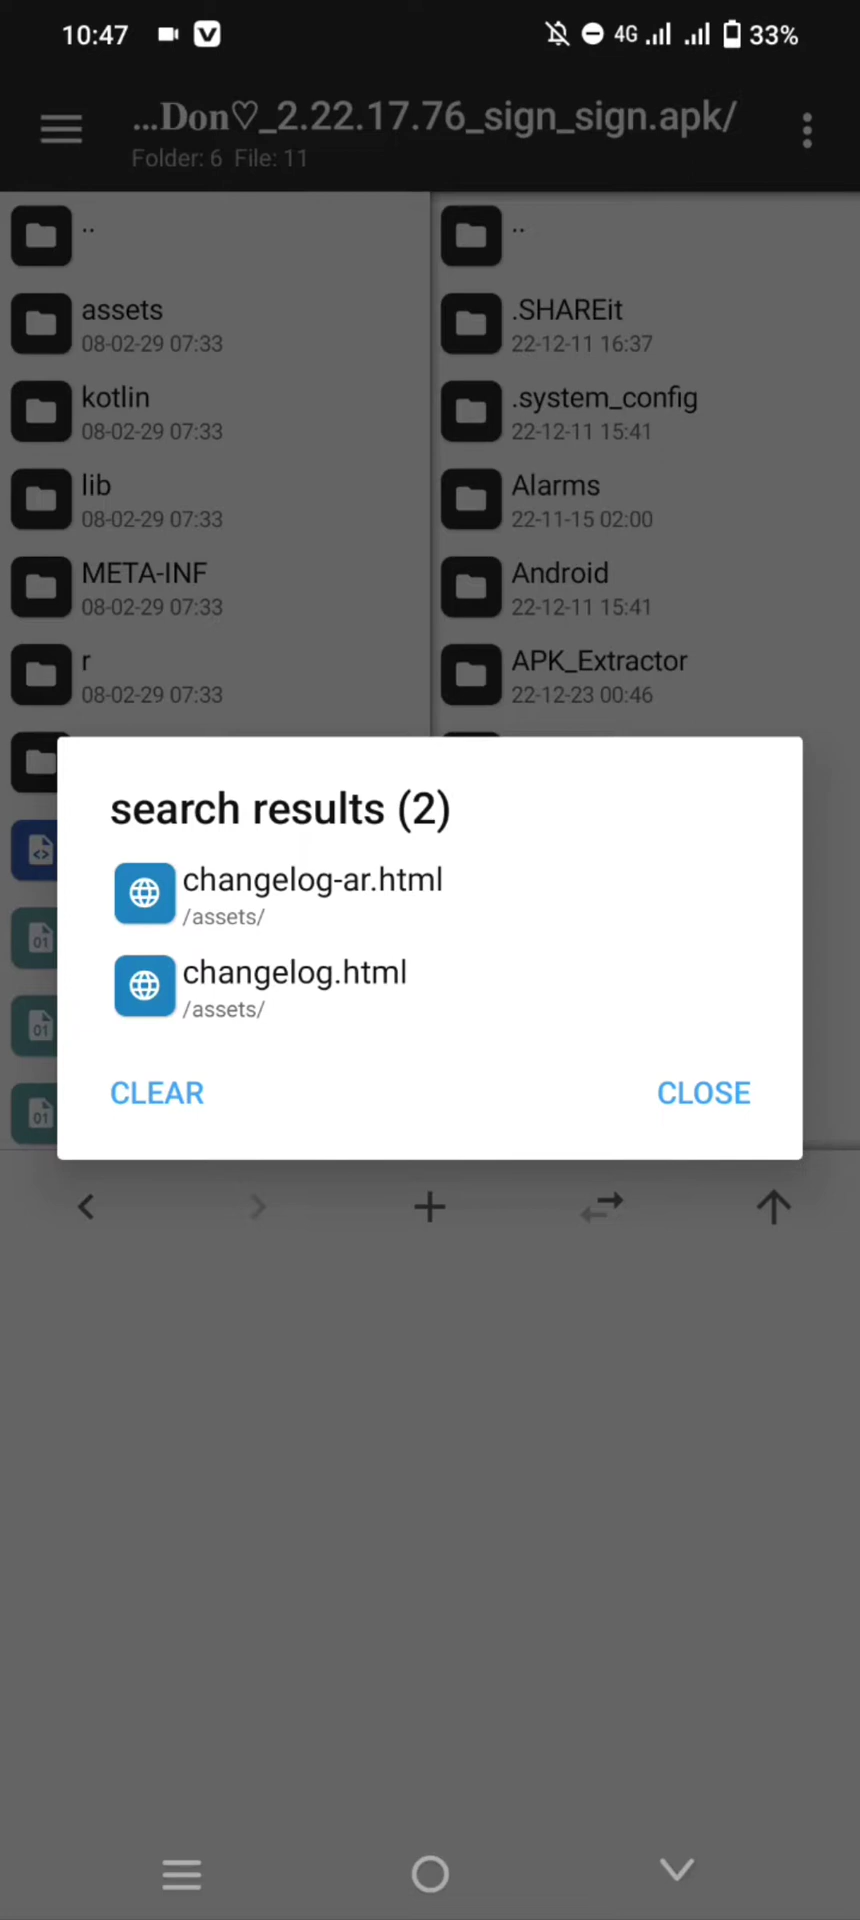 10:47 V 4G 33%
...𝐃𝐨𝐧♡_2.22.17.76_sign_sign.apk/
Folder: 6 File: 11
..
assets
08-02-29 07:33
kotlin
08-02-29 07:33
lib
08-02-29 07:33
META-INF
08-02-29 07:33
r
08-02-29 07:33
..
.SHAREit
22-12-11 16:37
.system_config
22-12-11 15:41
Alarms
22-11-15 02:00
Android
22-12-11 15:41
APK_Extractor
22-12-23 00:46
01
01
01
search results (2)
changelog-ar.html
/assets/
changelog.html
/assets/
CLEAR CLOSE